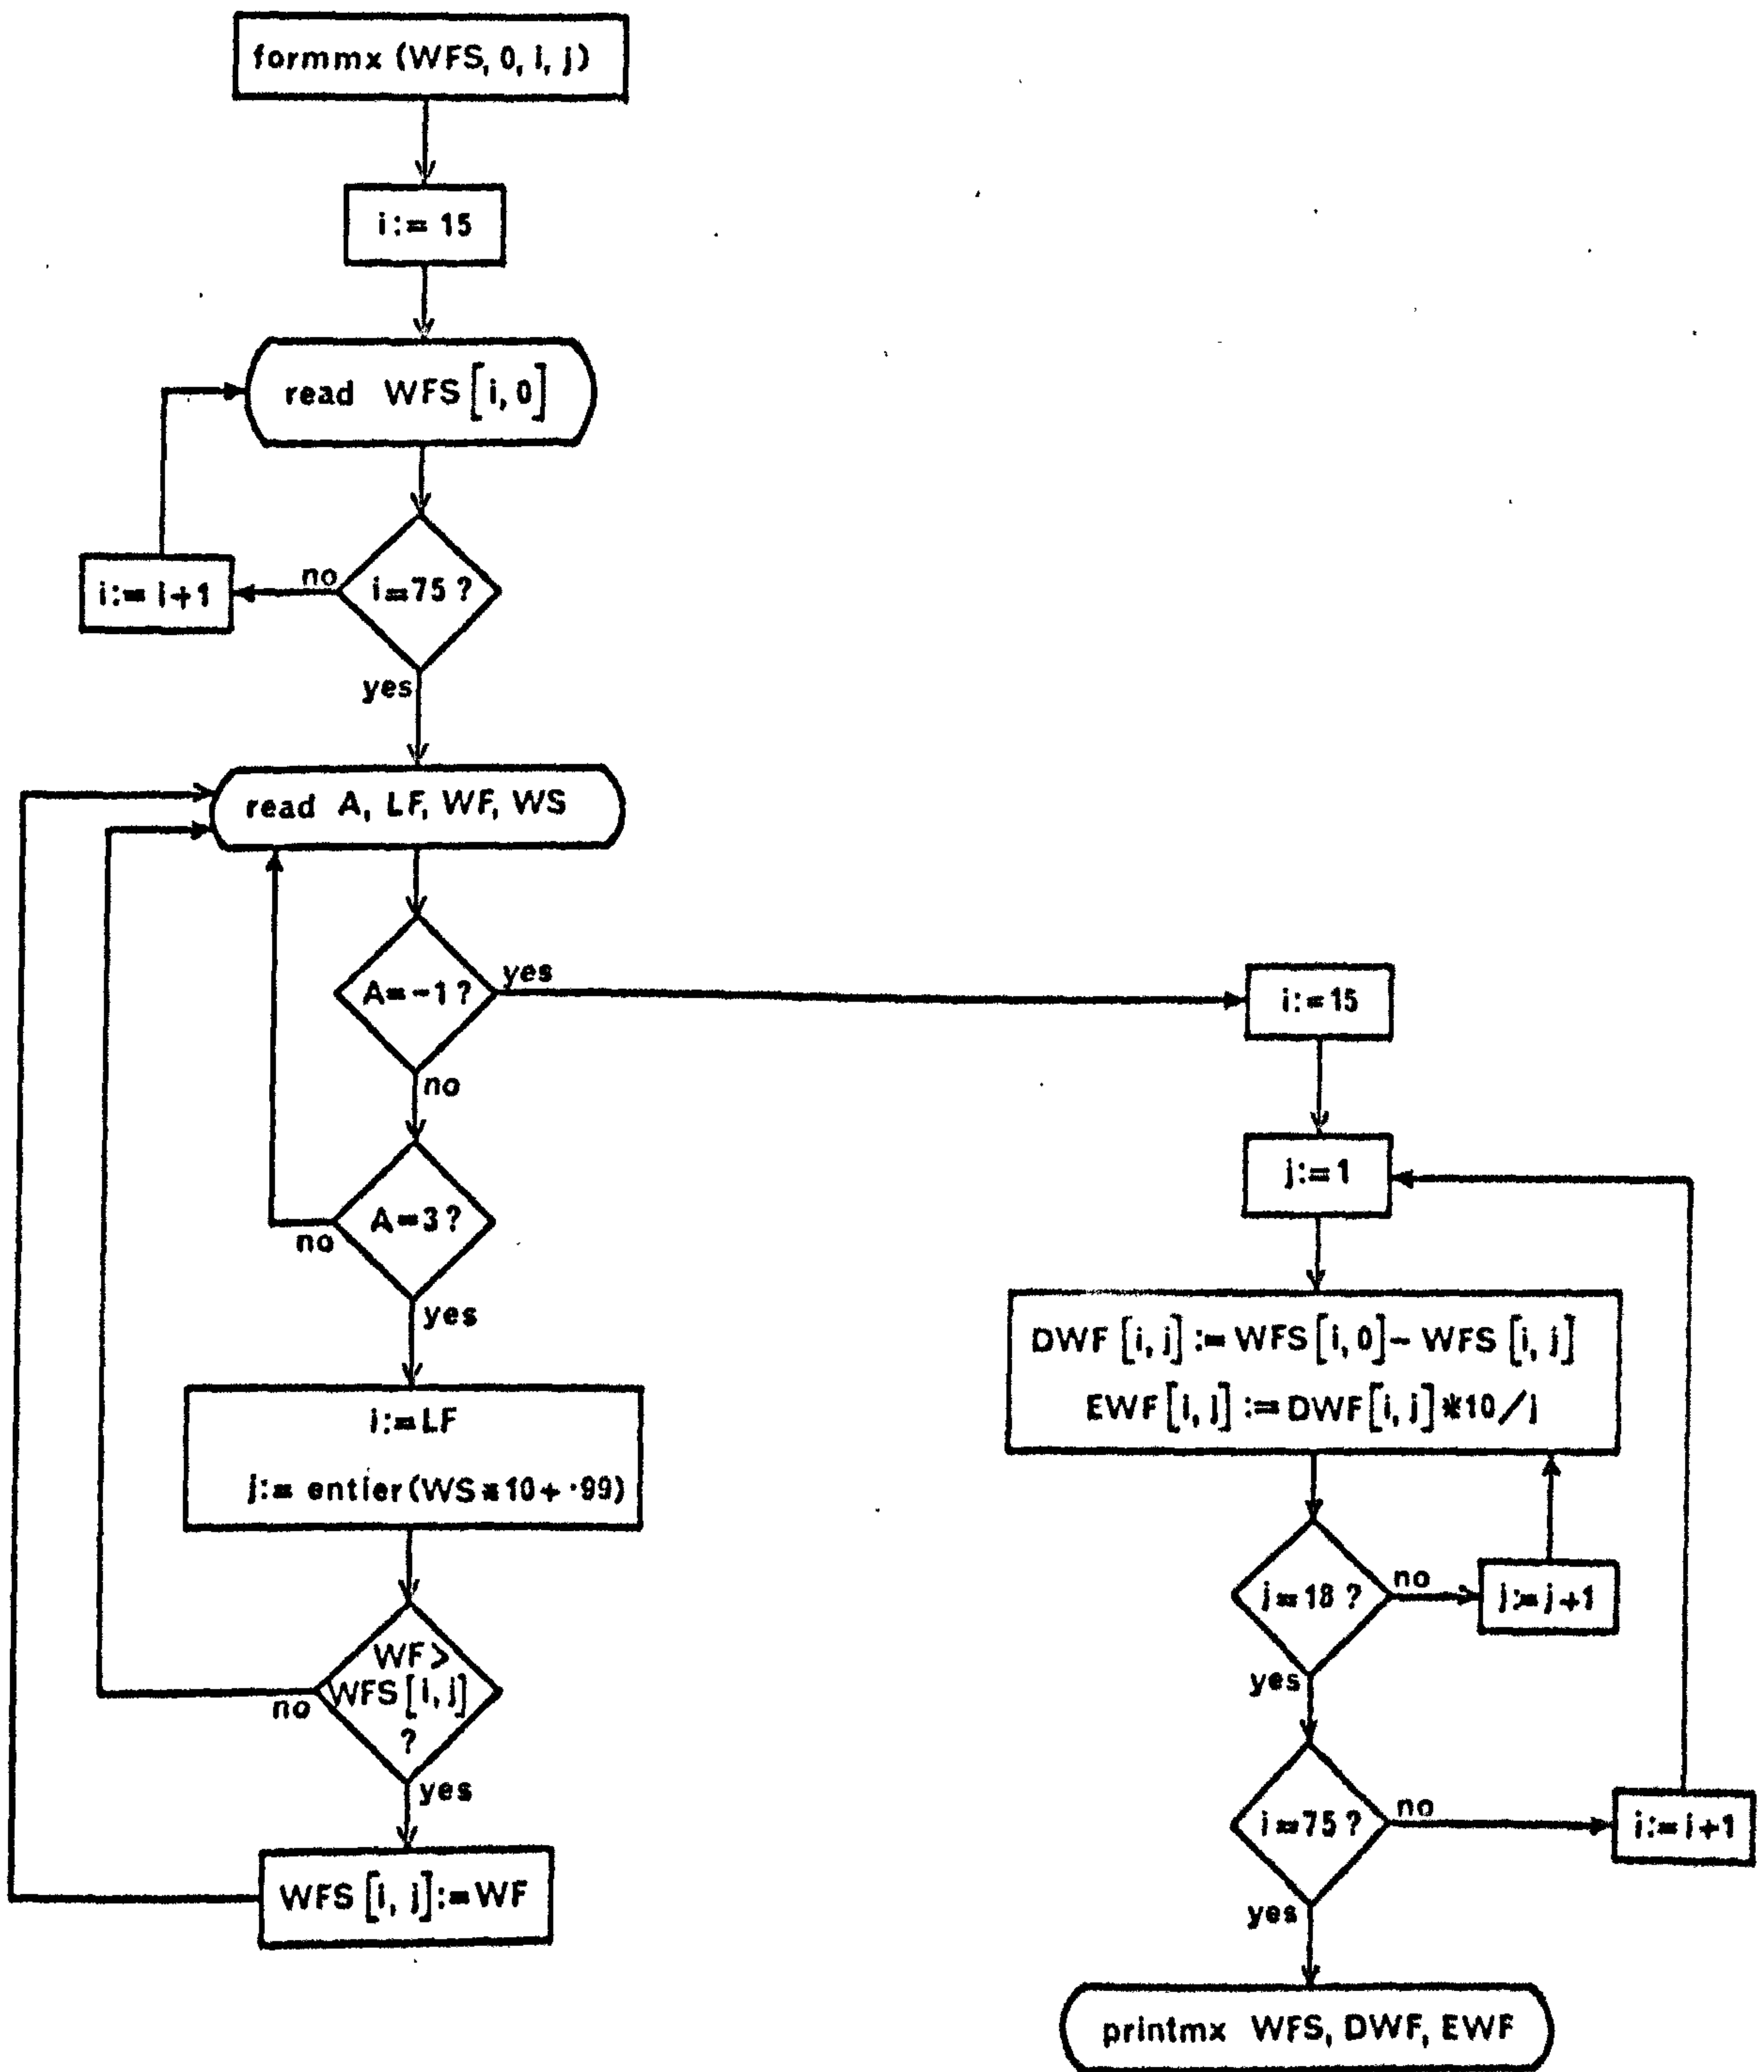 formmx (WFS, 0, i, j)
i:= 15
read WFS [i, 0]
i=75 ?
no
i:= i+1
yes
read A, LF, WF, WS
A=-1 ?
yes
no
A=3 ?
no
yes
i:=LF
j:= entier(WS*10+·99)
WF >
WFS [i, j]
?
no
yes
WFS [i, j]:=WF
i:=15
j:=1
DWF [i, j] := WFS [i, 0]- WFS [i, j]
EWF [i, j] := DWF [i, j] *10/j
j=18 ?
no
j:=j+1
yes
i=75 ?
no
i:=i+1
yes
printmx WFS, DWF, EWF